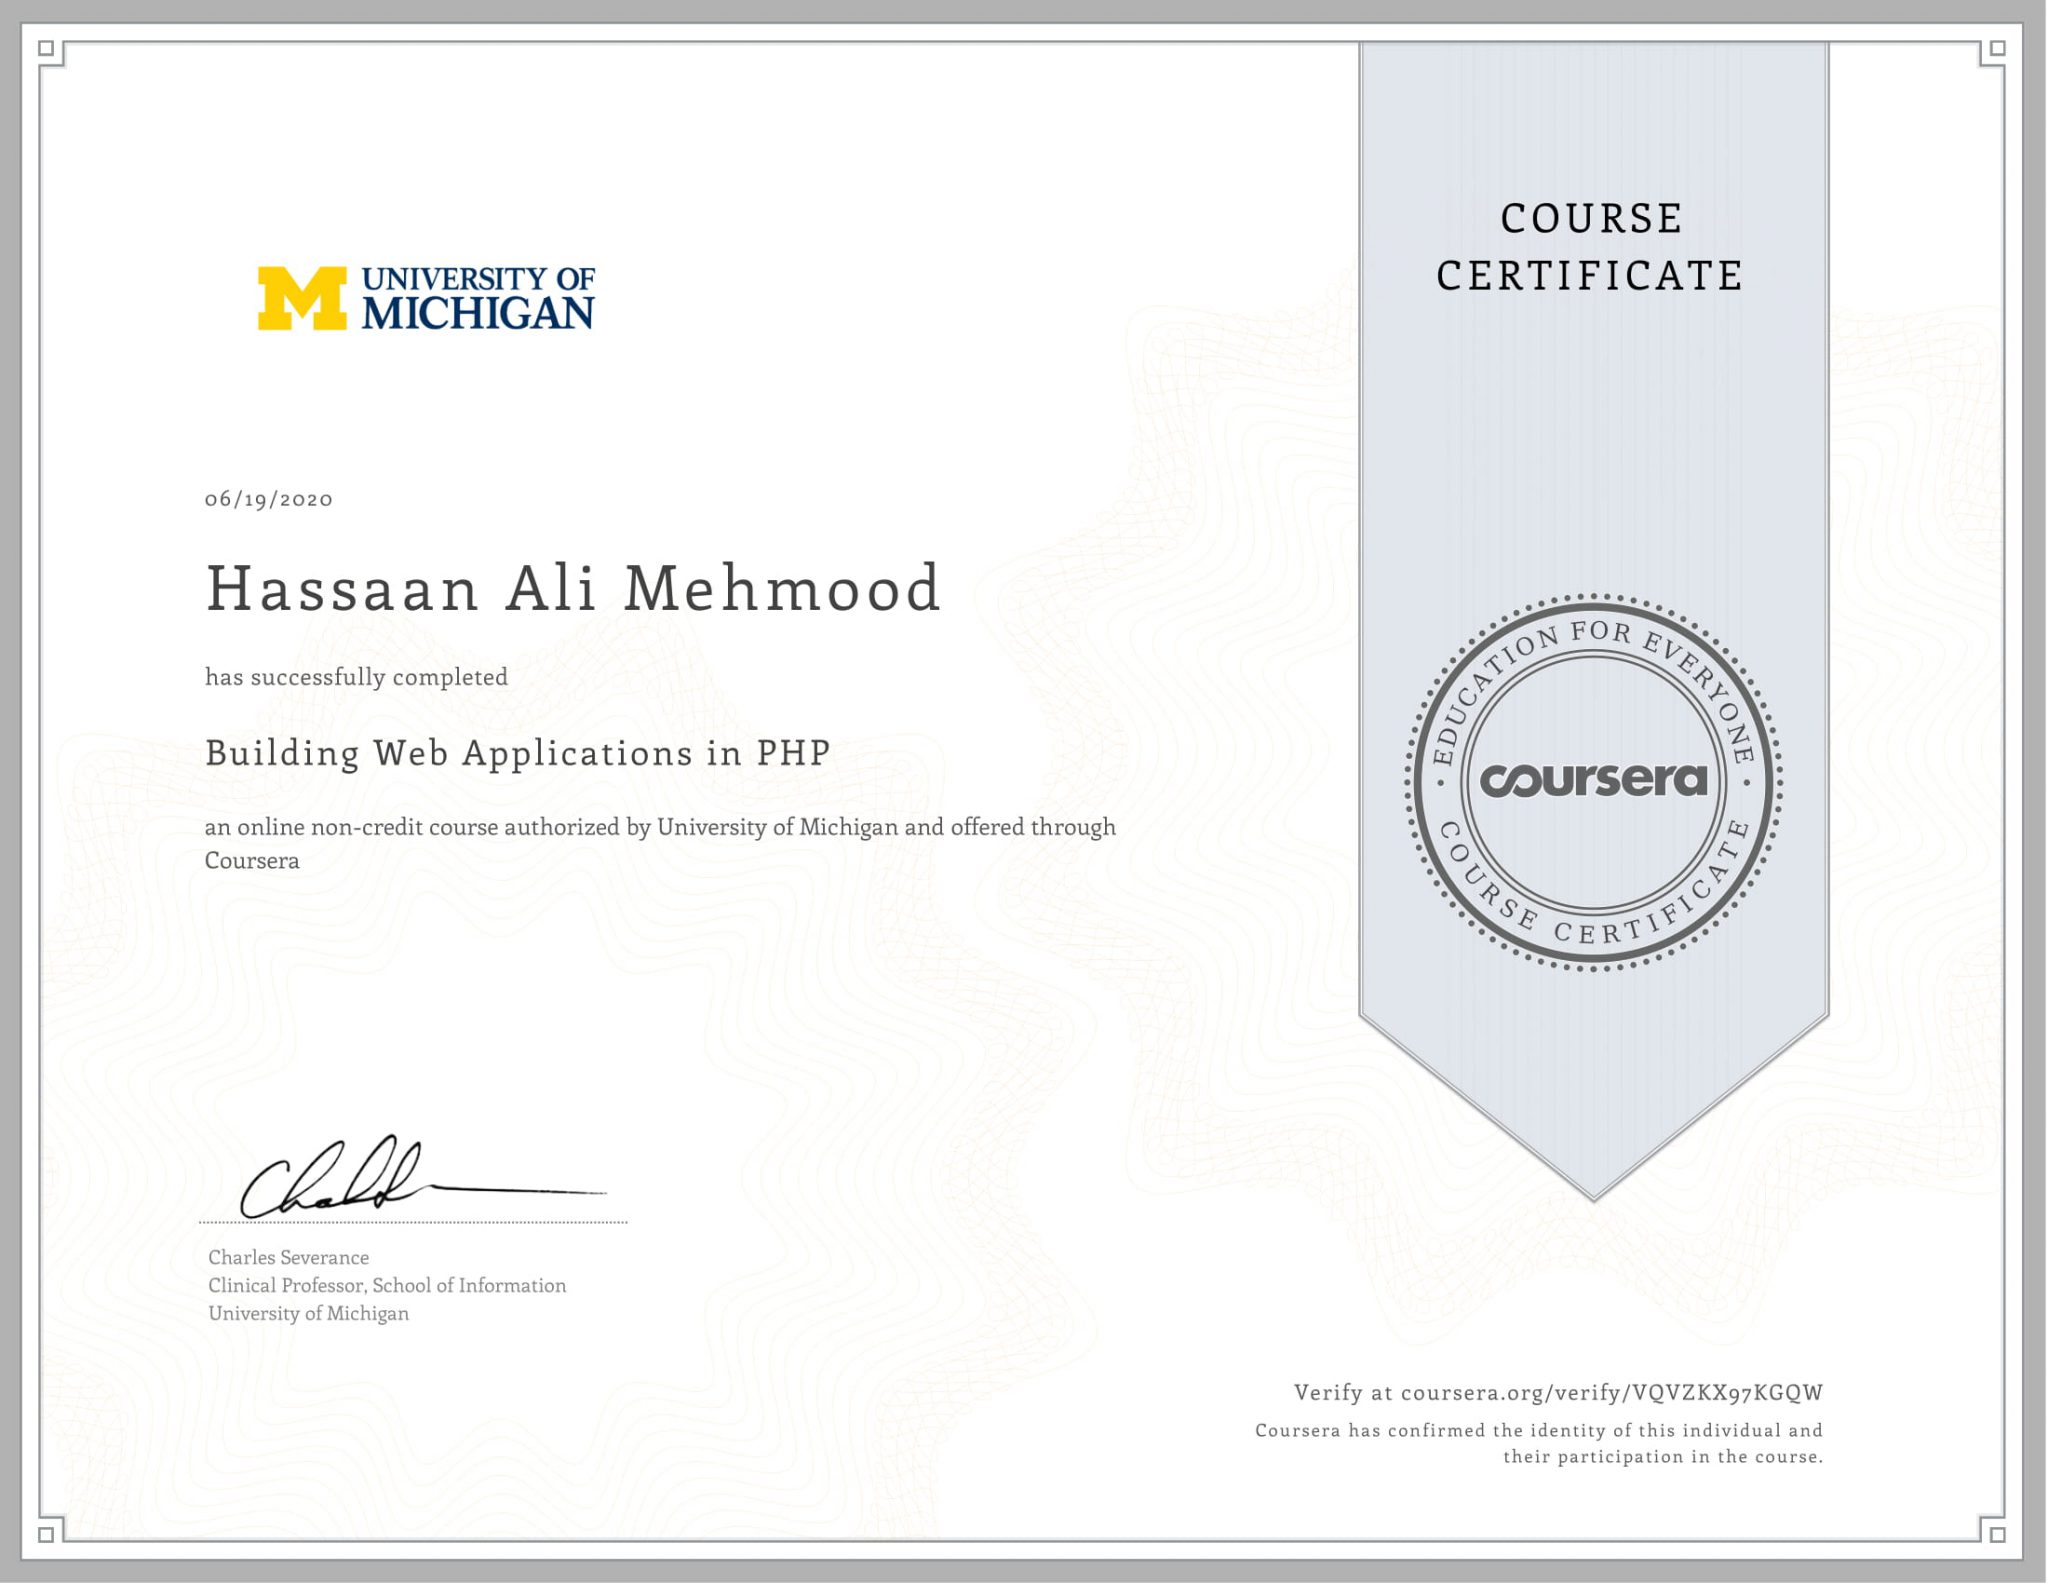 UNIVERSITY OF
MICHIGAN
COURSE
CERTIFICATE
06/19/2020
Hassaan Ali Mehmood
has successfully completed
Building Web Applications in PHP
an online non-credit course authorized by University of Michigan and offered through
Coursera
EDUCATION FOR EVERYONE
coursera
COURSE CERTIFICATE
Charles Severance
Clinical Professor, School of Information
University of Michigan
Verify at coursera.org/verify/VQVZKX97KGQW
Coursera has confirmed the identity of this individual and
their participation in the course.